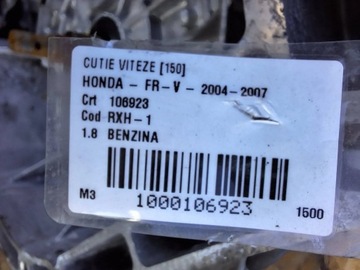 CUTIE VITEZE [150]
HONDA - FR-V - 2004-2007
Crt 106923
Cod RXH-1
1.8 BENZINA
M3 1000106923 1500